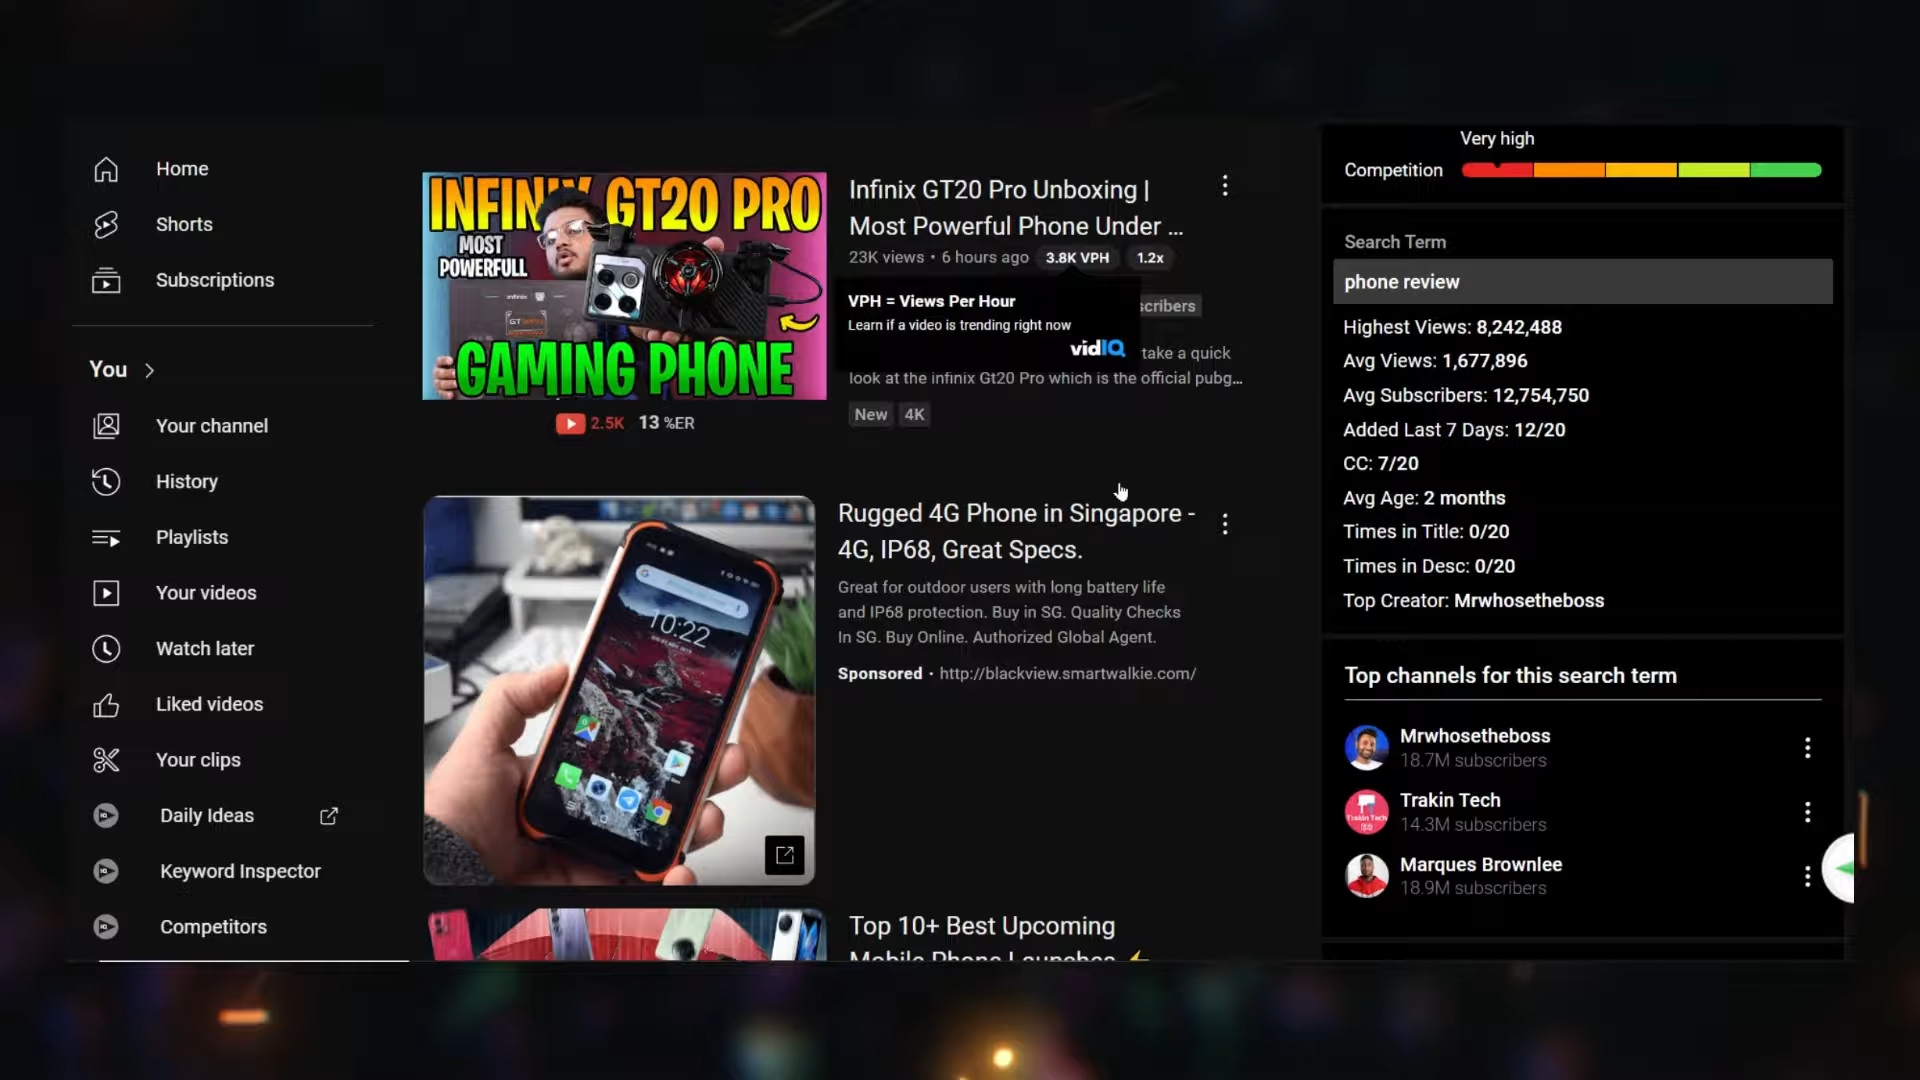 Home
Shorts
Subscriptions
You
Your channel
History
Playlists
Your videos
Watch later
Liked videos
Your clips
Daily Ideas
Keyword Inspector
Competitors
GT20 PRO
MOST
POWERFULL
GAMING PHONE
2.5K 13 %ER
Infinix GT20 Pro Unboxing |
Most Powerful Phone Under ...
23K views • 6 hours ago 3.8K VPH 1.2x
VPH = Views Per Hour
Learn if a video is trending right now
vidIQ
take a quick
look at the infinix Gt20 Pro which is the official pubg...
New 4K
10:22
Rugged 4G Phone in Singapore -
4G, IP68, Great Specs.
Great for outdoor users with long battery life
and IP68 protection. Buy in SG. Quality Checks
In SG. Buy Online. Authorized Global Agent.
Sponsored • http://blackview.smartwalkie.com/
Top 10+ Best Upcoming
Mobile Phone Launches
Very high
Competition
Search Term
phone review
Highest Views: 8,242,488
Avg Views: 1,677,896
Avg Subscribers: 12,754,750
Added Last 7 Days: 12/20
CC: 7/20
Avg Age: 2 months
Times in Title: 0/20
Times in Desc: 0/20
Top Creator: Mrwhosetheboss
Top channels for this search term
Mrwhosetheboss
18.7M subscribers
Trakin Tech
14.3M subscribers
Marques Brownlee
18.9M subscribers